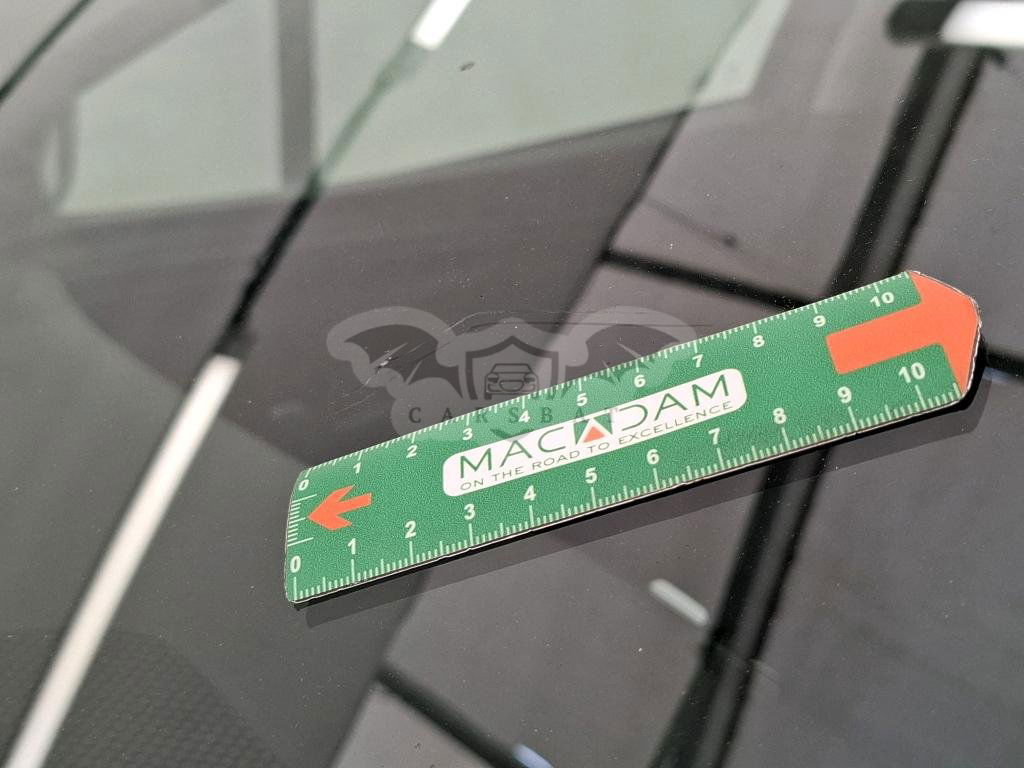 0 1 2 3 4 5 6 7 8 9 10
CARSBAT
MACADAM
ON THE ROAD TO EXCELLENCE
0 1 2 3 4 5 6 7 8 9 10